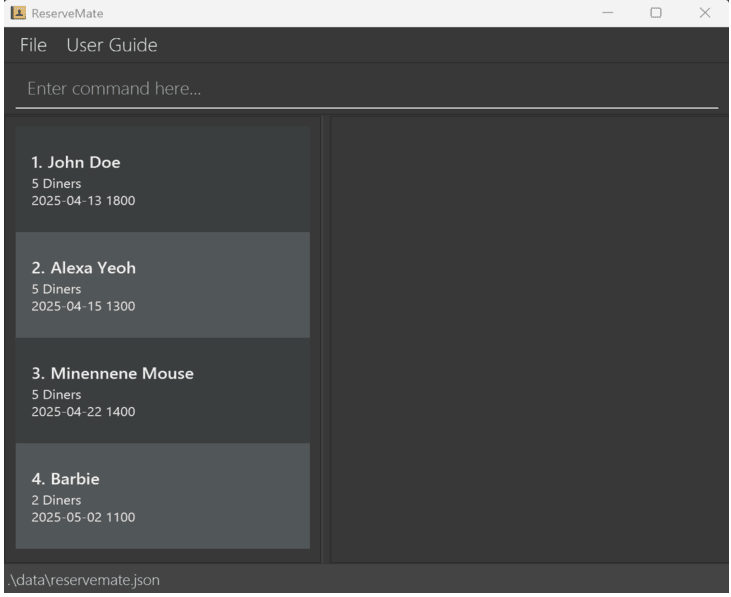 ReserveMate
File User Guide
Enter command here...
1. John Doe
5 Diners
2025-04-13 1800
2. Alexa Yeoh
5 Diners
2025-04-15 1300
3. Minennene Mouse
5 Diners
2025-04-22 1400
4. Barbie
2 Diners
2025-05-02 1100
.\data\reservemate.json